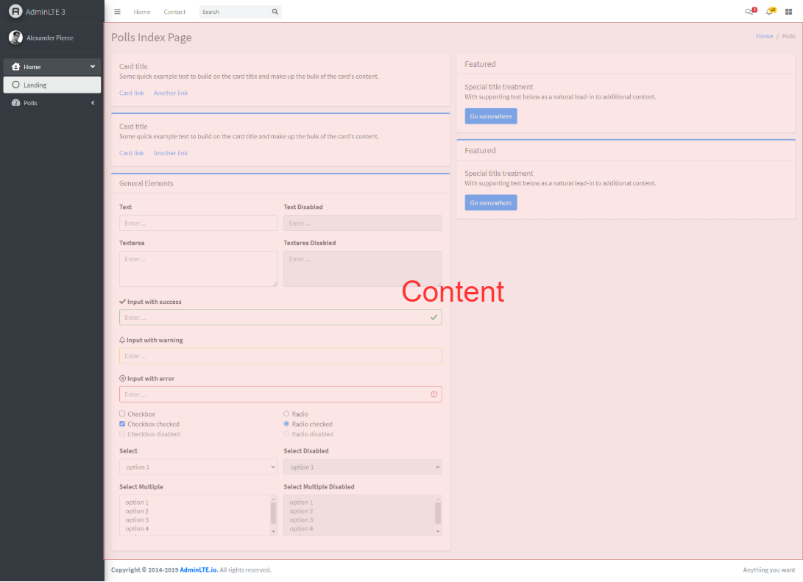 AdminLTE 3
Home
Contact
Search
Alexander Pierce
Home
Landing
Polls
Polls Index Page
Home / Polls
Card title
Some quick example text to build on the card title and make up the bulk of the card's content.
Card link
Another link
Card title
Some quick example text to build on the card title and make up the bulk of the card's content.
Card link
Another link
General Elements
Text
Text Disabled
Enter ...
Enter ...
Textarea
Textarea Disabled
Enter ...
Enter ...
Input with success
Enter ...
Input with warning
Enter ...
Input with error
Enter ...
Checkbox
Checkbox checked
Checkbox disabled
Radio
Radio checked
Radio disabled
Select
Select Disabled
option 1
option 1
Select Multiple
Select Multiple Disabled
option 1
option 2
option 3
option 4
option 1
option 2
option 3
option 4
Featured
Special title treatment
With supporting text below as a natural lead-in to additional content.
Go somewhere
Featured
Special title treatment
With supporting text below as a natural lead-in to additional content.
Go somewhere
Content
Copyright © 2014-2019 AdminLTE.io. All rights reserved.
Anything you want